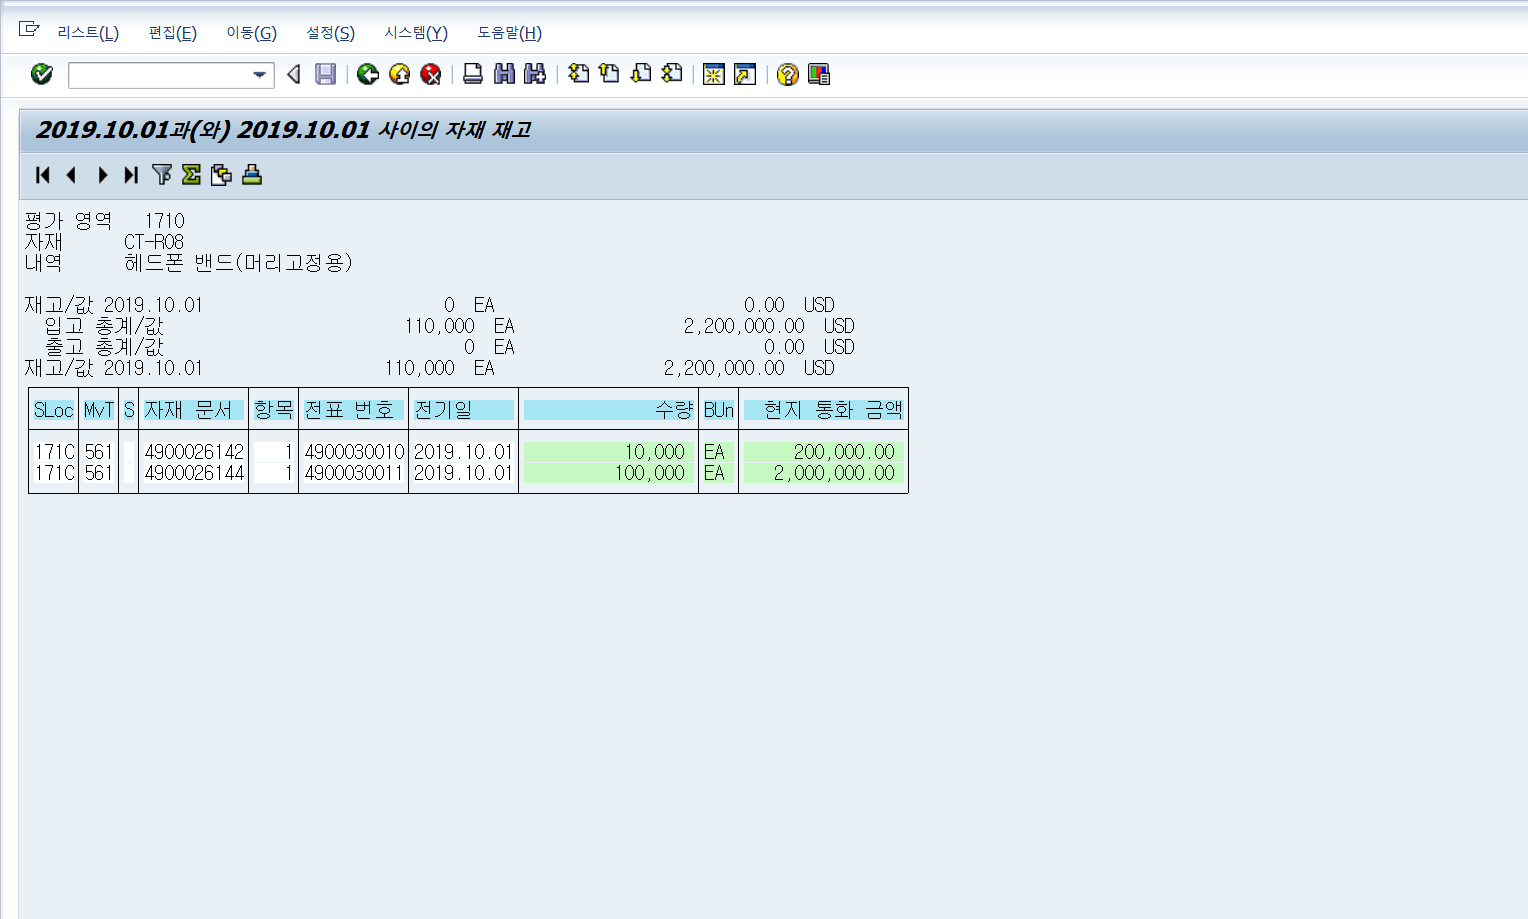 리스트(L) 편집(E) 이동(G) 설정(S) 시스템(Y) 도움말(H)
2019.10.01과(와) 2019.10.01 사이의 자재 재고
평가 영역 1710
자재 CT-R08
내역 헤드폰 밴드(머리고정용)
재고/값 2019.10.01 0 EA 0.00 USD
입고 총계/값 110,000 EA 2,200,000.00 USD
출고 총계/값 0 EA 0.00 USD
재고/값 2019.10.01 110,000 EA 2,200,000.00 USD
SLoc MvT S 자재 문서 항목 전표 번호 전기일 수량 BUn 현지 통화 금액
171C 561 4900026142 1 4900030010 2019.10.01 10,000 EA 200,000.00
171C 561 4900026144 1 4900030011 2019.10.01 100,000 EA 2,000,000.00